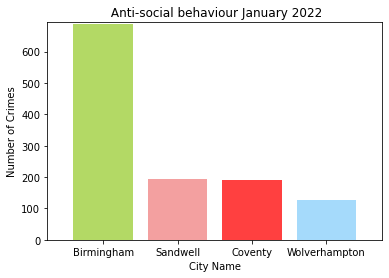 Anti-social behaviour January 2022
Number of Crimes
600
500
400
300
200
100
0
Birmingham Sandwell Coventy Wolverhampton
City Name